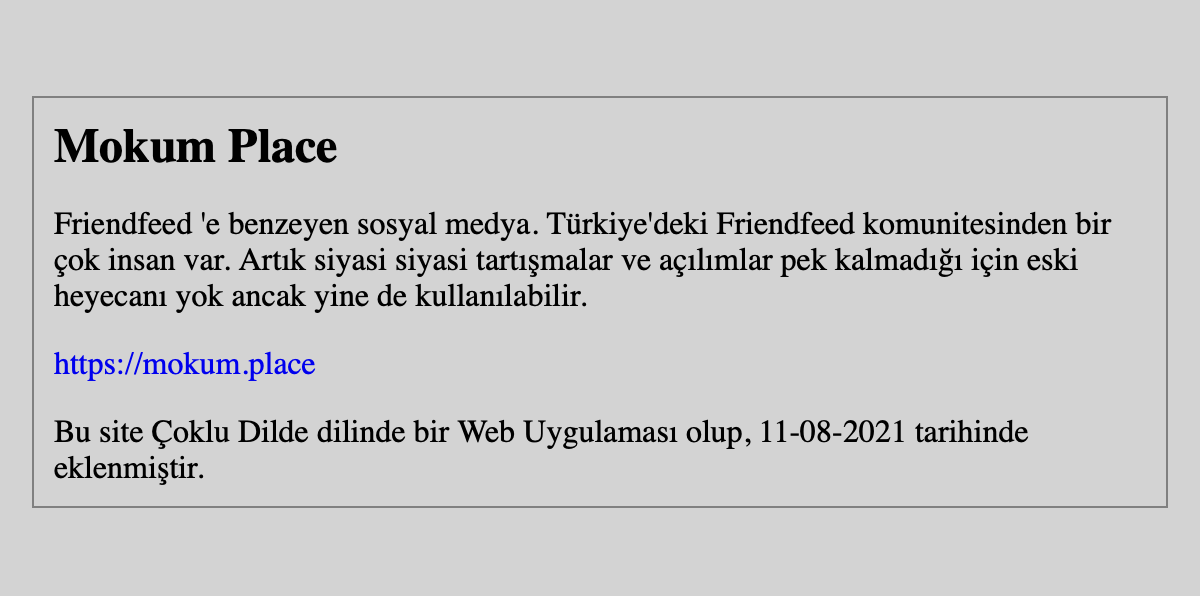 Mokum Place
Friendfeed 'e benzeyen sosyal medya. Türkiye'deki Friendfeed komunitesinden bir
çok insan var. Artık siyasi siyasi tartışmalar ve açılımlar pek kalmadığı için eski
heyecanı yok ancak yine de kullanılabilir.
https://mokum.place
Bu site Çoklu Dilde dilinde bir Web Uygulaması olup, 11-08-2021 tarihinde
eklenmiştir.